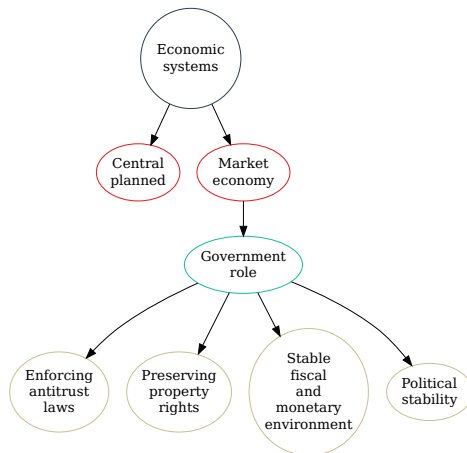 Economic
systems
Central
planned
Market
economy
Government
role
Enforcing
antitrust
laws
Preserving
property
rights
Stable
fiscal
and
monetary
environment
Political
stability